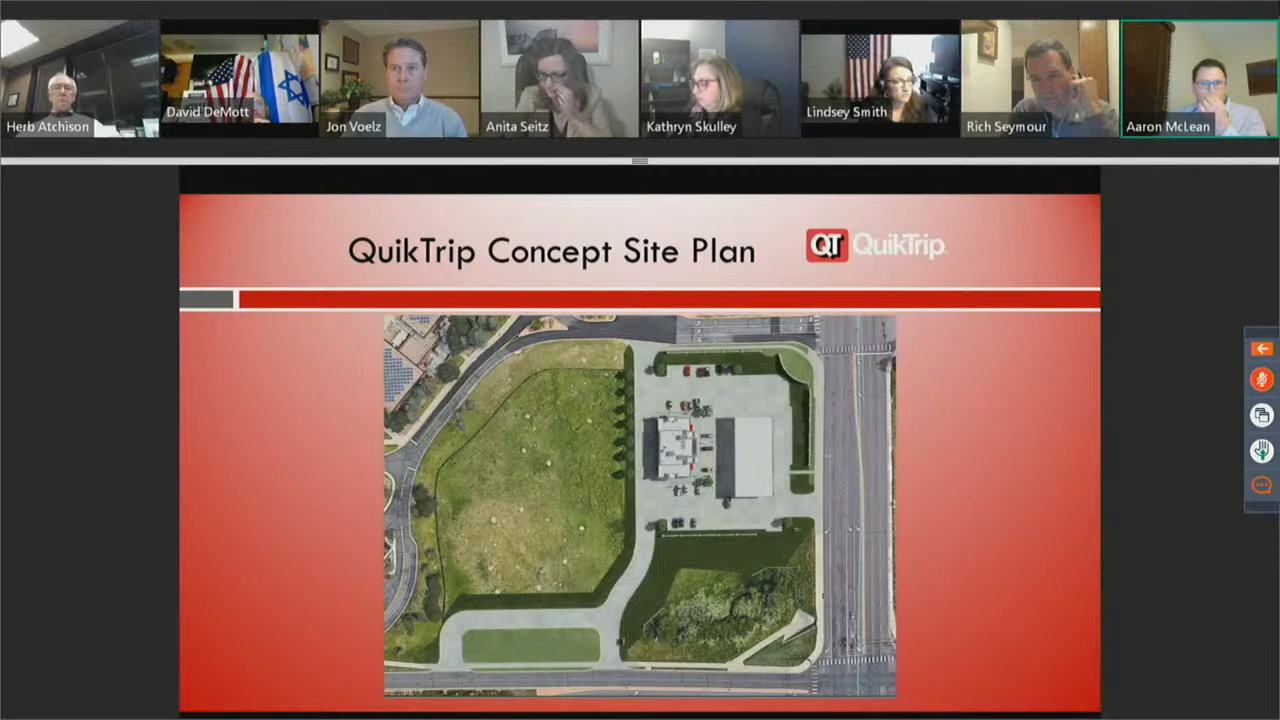 Herb Atchison
David DeMott
Jon Voelz
Anita Seitz
Kathryn Skulley
Lindsey Smith
Rich Seymour
Aaron McLean
QuikTrip Concept Site Plan
QT QuikTrip